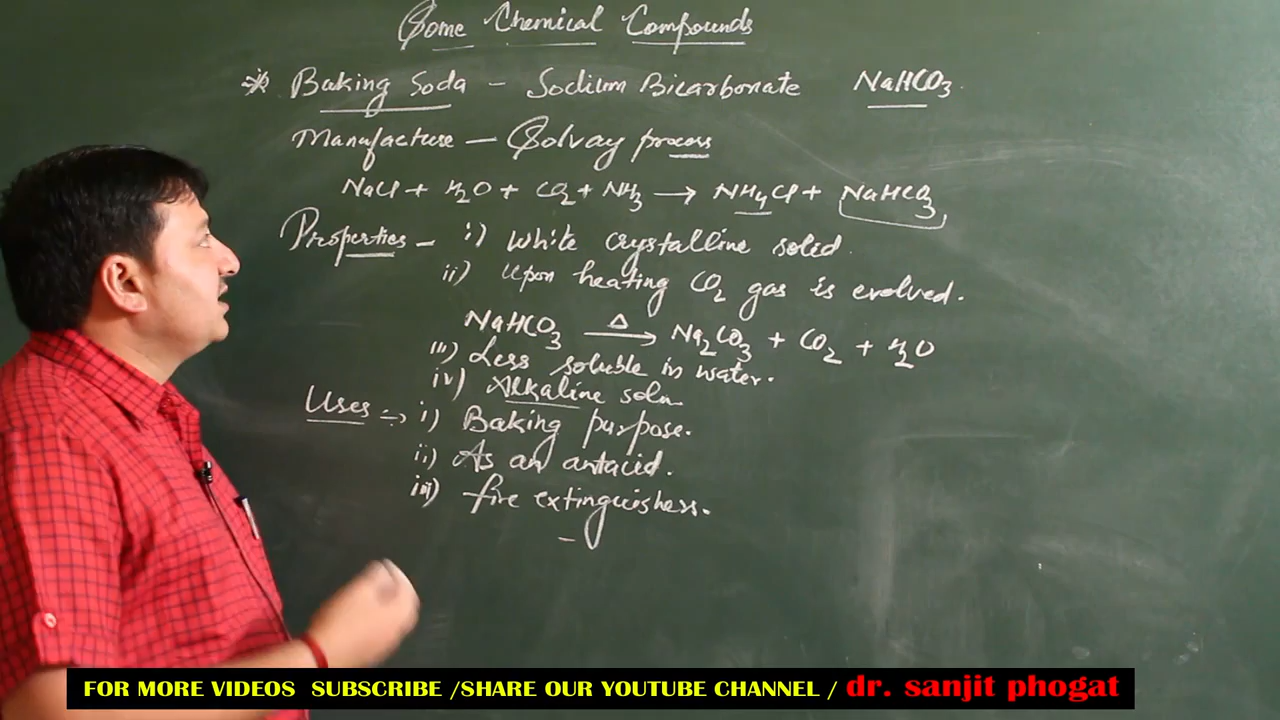 Some Chemical Compounds
* Baking Soda - Sodium Bicarbonate NaHCO₃
Manufacture - Solvay process
NaCl + H₂O + CO₂ + NH₃ → NH₄Cl + NaHCO₃
Properties - i) White crystalline solid.
ii) Upon heating CO₂ gas is evolved.
NaHCO₃ —Δ→ Na₂CO₃ + CO₂ + H₂O
iii) Less soluble in water.
iv) Alkaline soln.
Uses :→ i) Baking purpose.
ii) As an antacid.
iii) fire extinguishers.
FOR MORE VIDEOS SUBSCRIBE /SHARE OUR YOUTUBE CHANNEL / dr. sanjit phogat